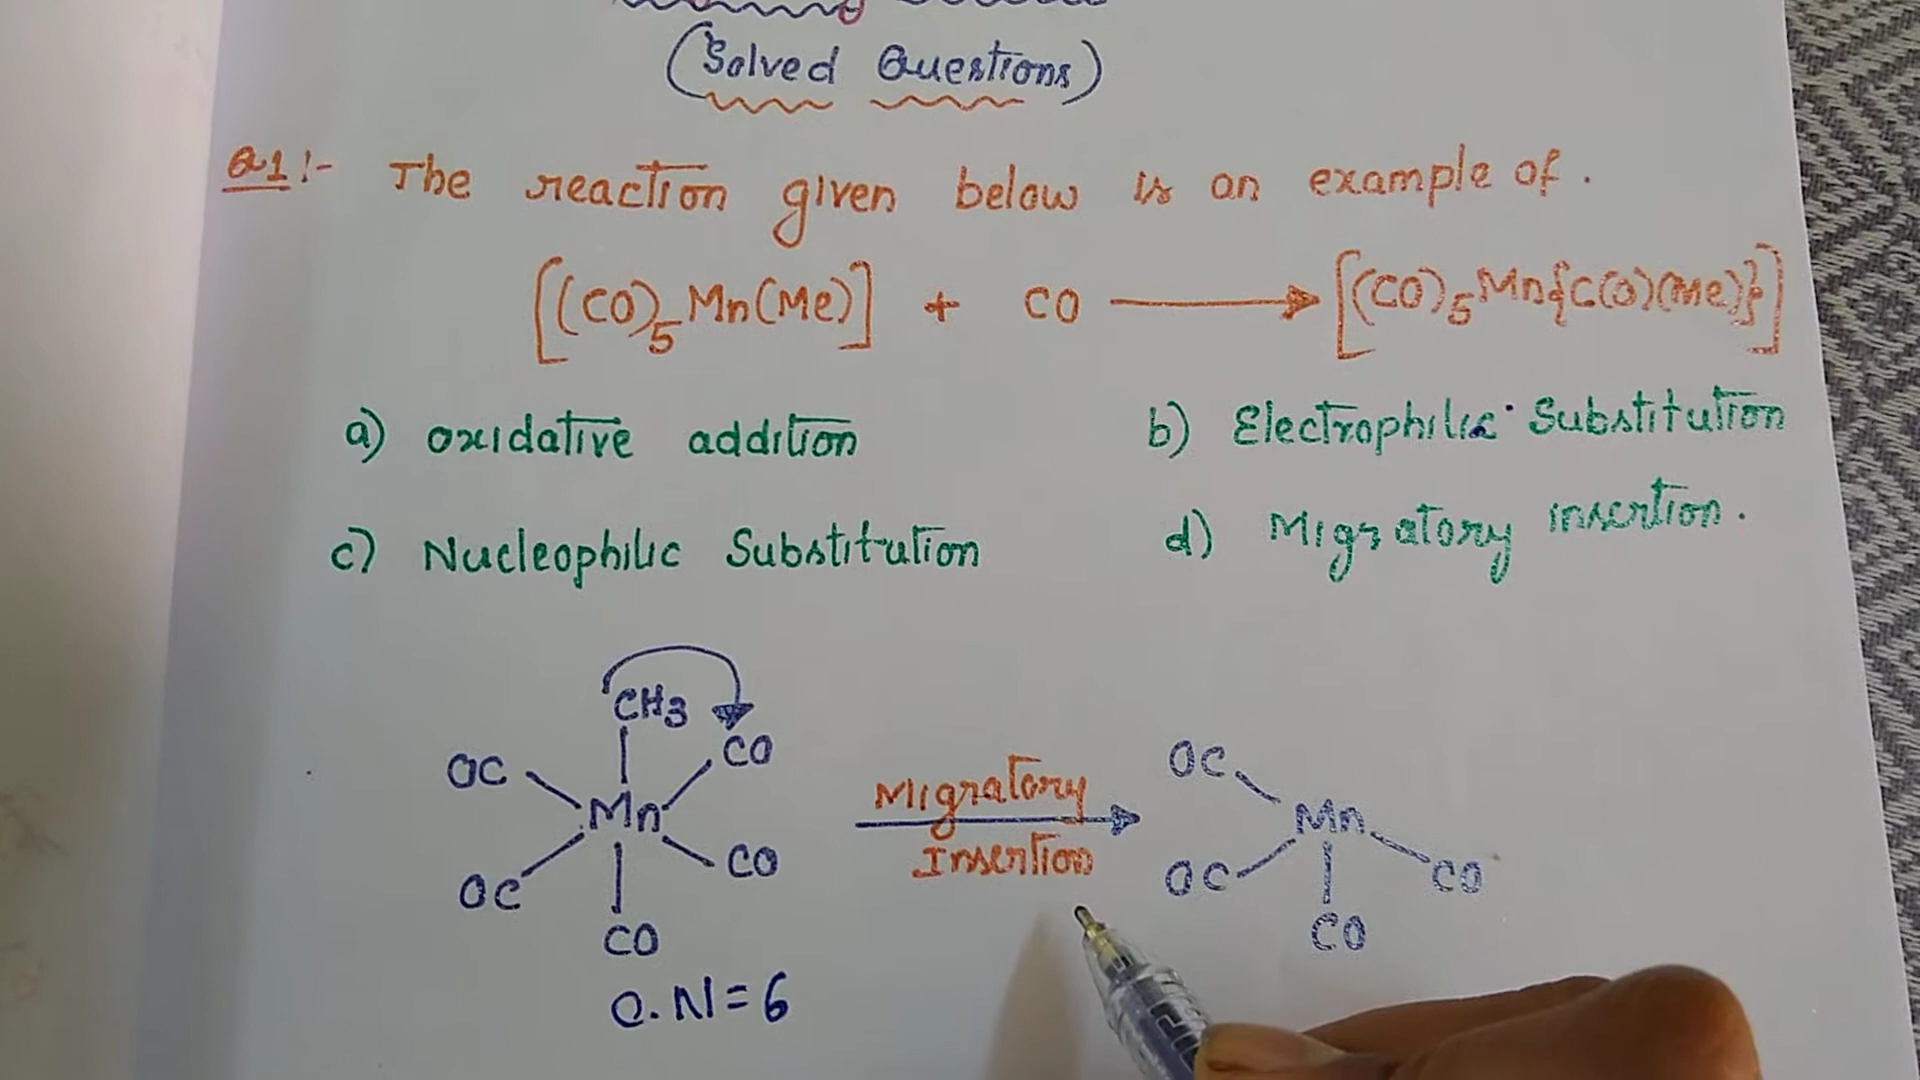 (Solved Questions)
Q1:- The reaction given below is an example of.
[(CO)5Mn(Me)] + CO → [(CO)5Mn{C(O)(Me)}]
a) oxidative addition
b) Electrophilic Substitution
c) Nucleophilic Substitution
d) Migratory insertion.
CH3
OC CO
Mn
OC CO
CO
C.N=6
Migratory
Insertion
OC
Mn
OC CO
CO